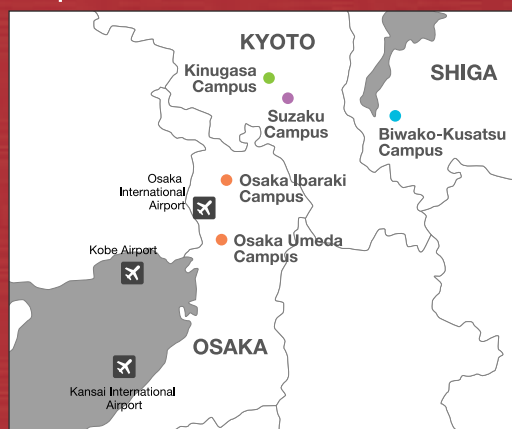 KYOTO
Kinugasa
Campus
SHIGA
Suzaku
Campus
Biwako-Kusatsu
Campus
Osaka
International
Airport
Osaka Ibaraki
Campus
Osaka Umeda
Campus
Kobe Airport
OSAKA
Kansai International
Airport